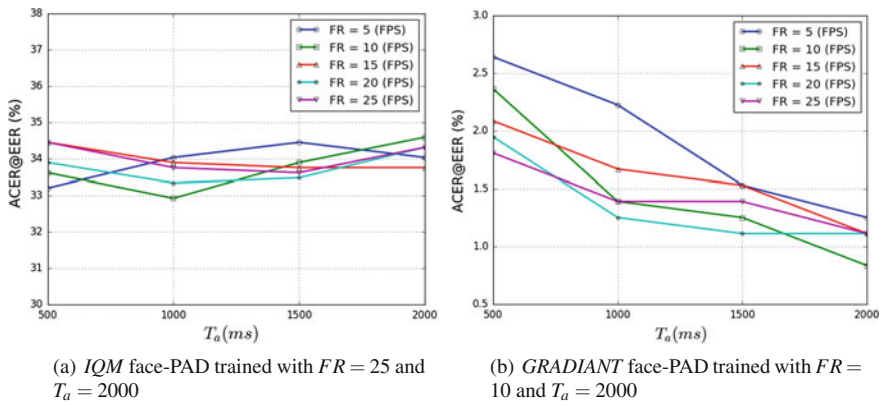 38
37
36
35
34
33
32
31
30
ACER@EER (%)
500 1000 1500 2000
T_a(ms)
FR = 5 (FPS)
FR = 10 (FPS)
FR = 15 (FPS)
FR = 20 (FPS)
FR = 25 (FPS)
(a) IQM face-PAD trained with FR = 25 and
T_a = 2000
3.0
2.5
2.0
1.5
1.0
0.5
ACER@EER (%)
500 1000 1500 2000
T_a(ms)
FR = 5 (FPS)
FR = 10 (FPS)
FR = 15 (FPS)
FR = 20 (FPS)
FR = 25 (FPS)
(b) GRADIANT face-PAD trained with FR =
10 and T_a = 2000